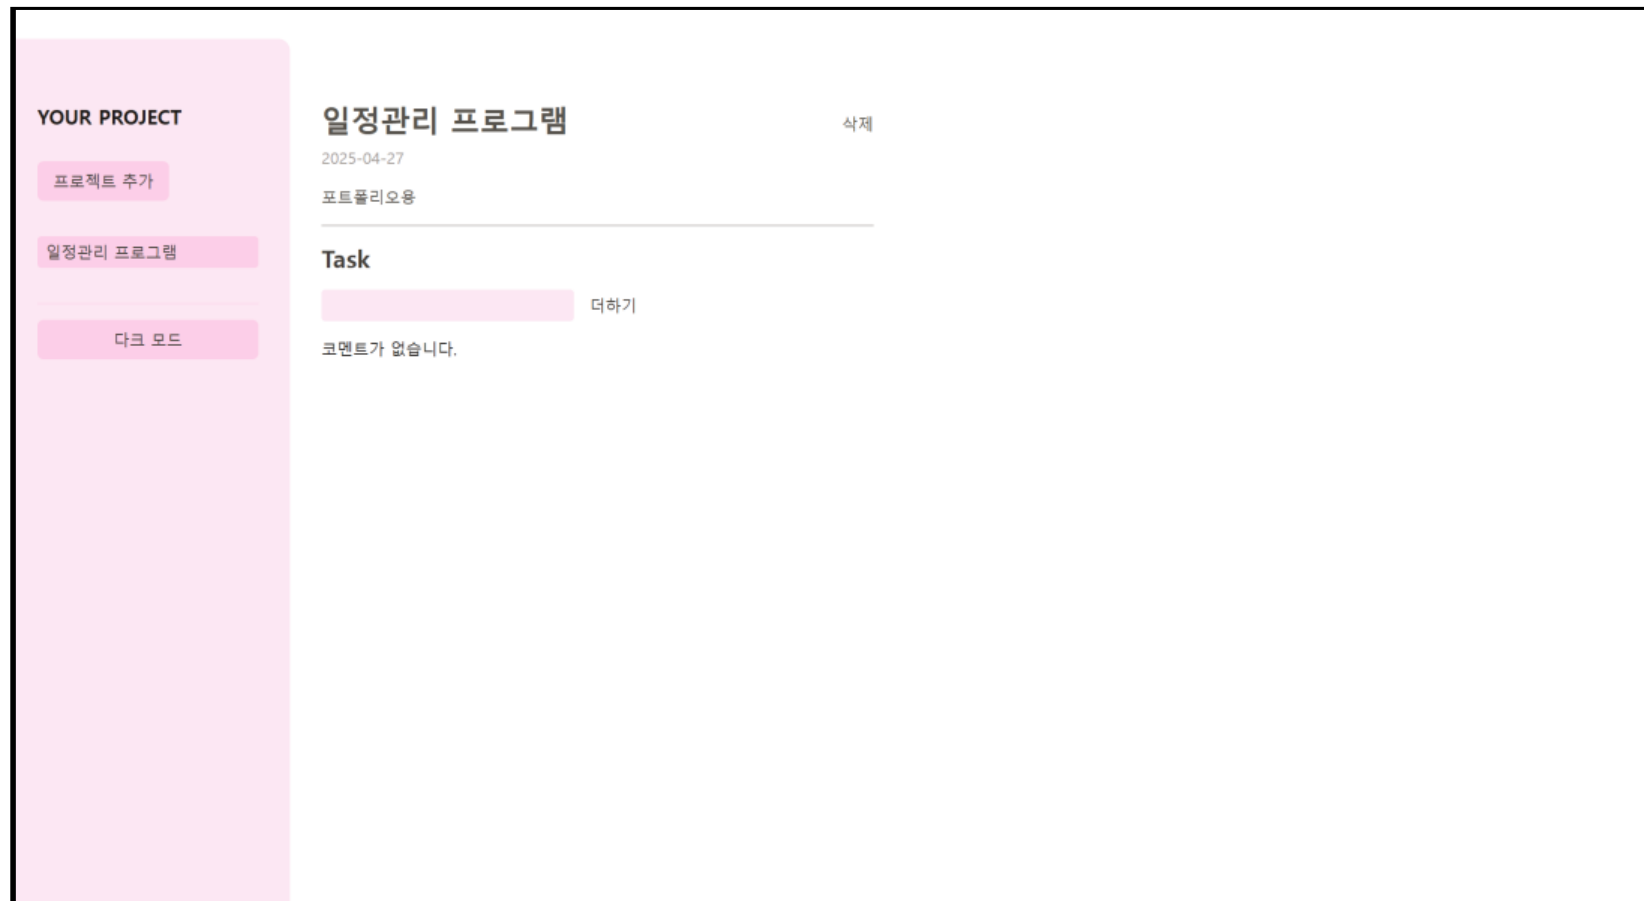 YOUR PROJECT
프로젝트 추가
일정관리 프로그램
다크 모드
일정관리 프로그램
삭제
2025-04-27
포트폴리오용
Task
더하기
코멘트가 없습니다.